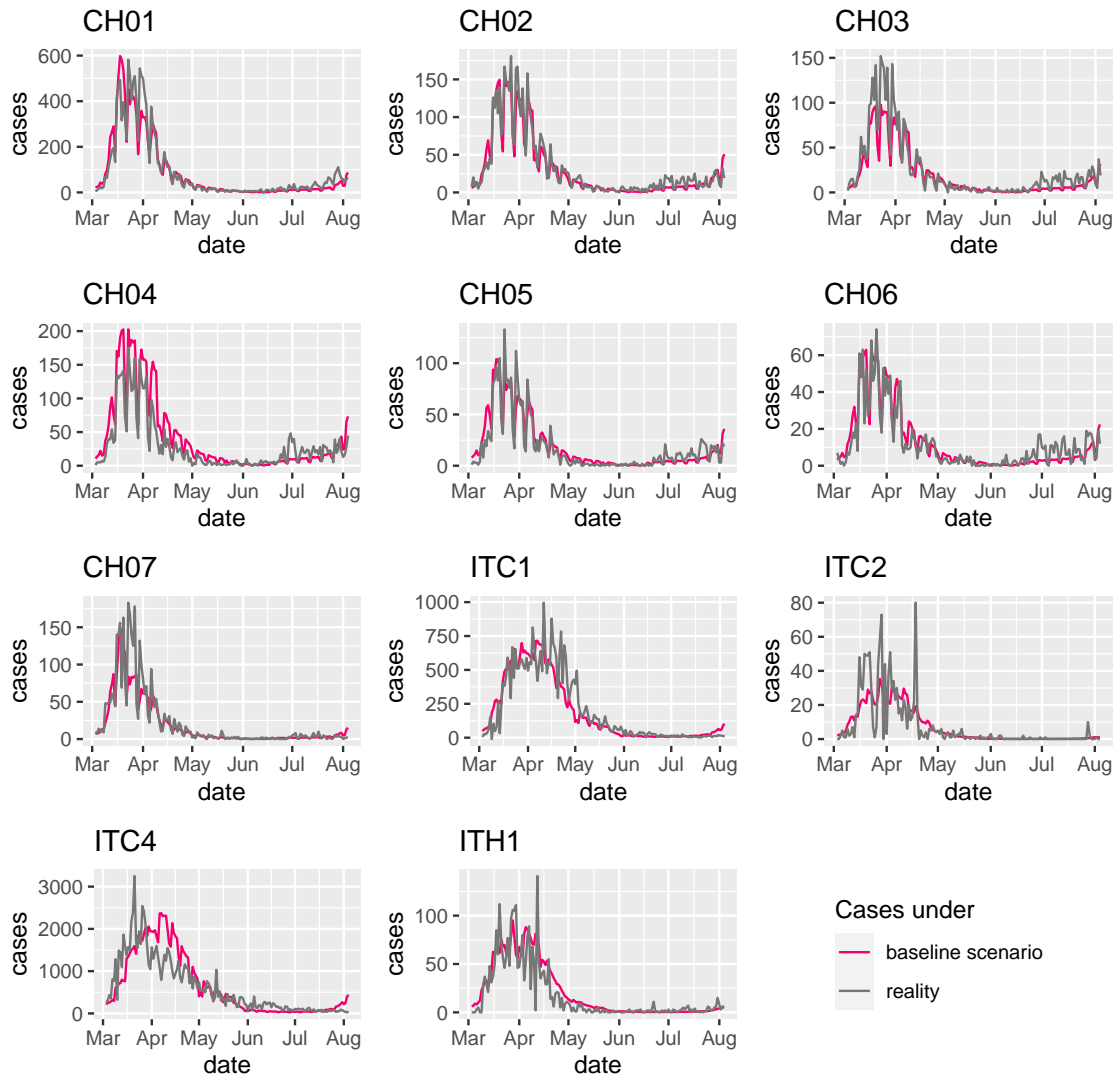 CH01
CH02
CH03
cases
600
400
200
0
Mar Apr May Jun Jul Aug
date
cases
150
100
50
0
Mar Apr May Jun Jul Aug
date
cases
150
100
50
0
Mar Apr May Jun Jul Aug
date
CH04
CH05
CH06
cases
200
150
100
50
0
Mar Apr May Jun Jul Aug
date
cases
100
50
0
Mar Apr May Jun Jul Aug
date
cases
60
40
20
0
Mar Apr May Jun Jul Aug
date
CH07
ITC1
ITC2
cases
150
100
50
0
Mar Apr May Jun Jul Aug
date
cases
1000
750
500
250
0
Mar Apr May Jun Jul Aug
date
cases
80
60
40
20
0
Mar Apr May Jun Jul Aug
date
ITC4
ITH1
cases
3000
2000
1000
0
Mar Apr May Jun Jul Aug
date
cases
100
50
0
Mar Apr May Jun Jul Aug
date
Cases under
baseline scenario
reality